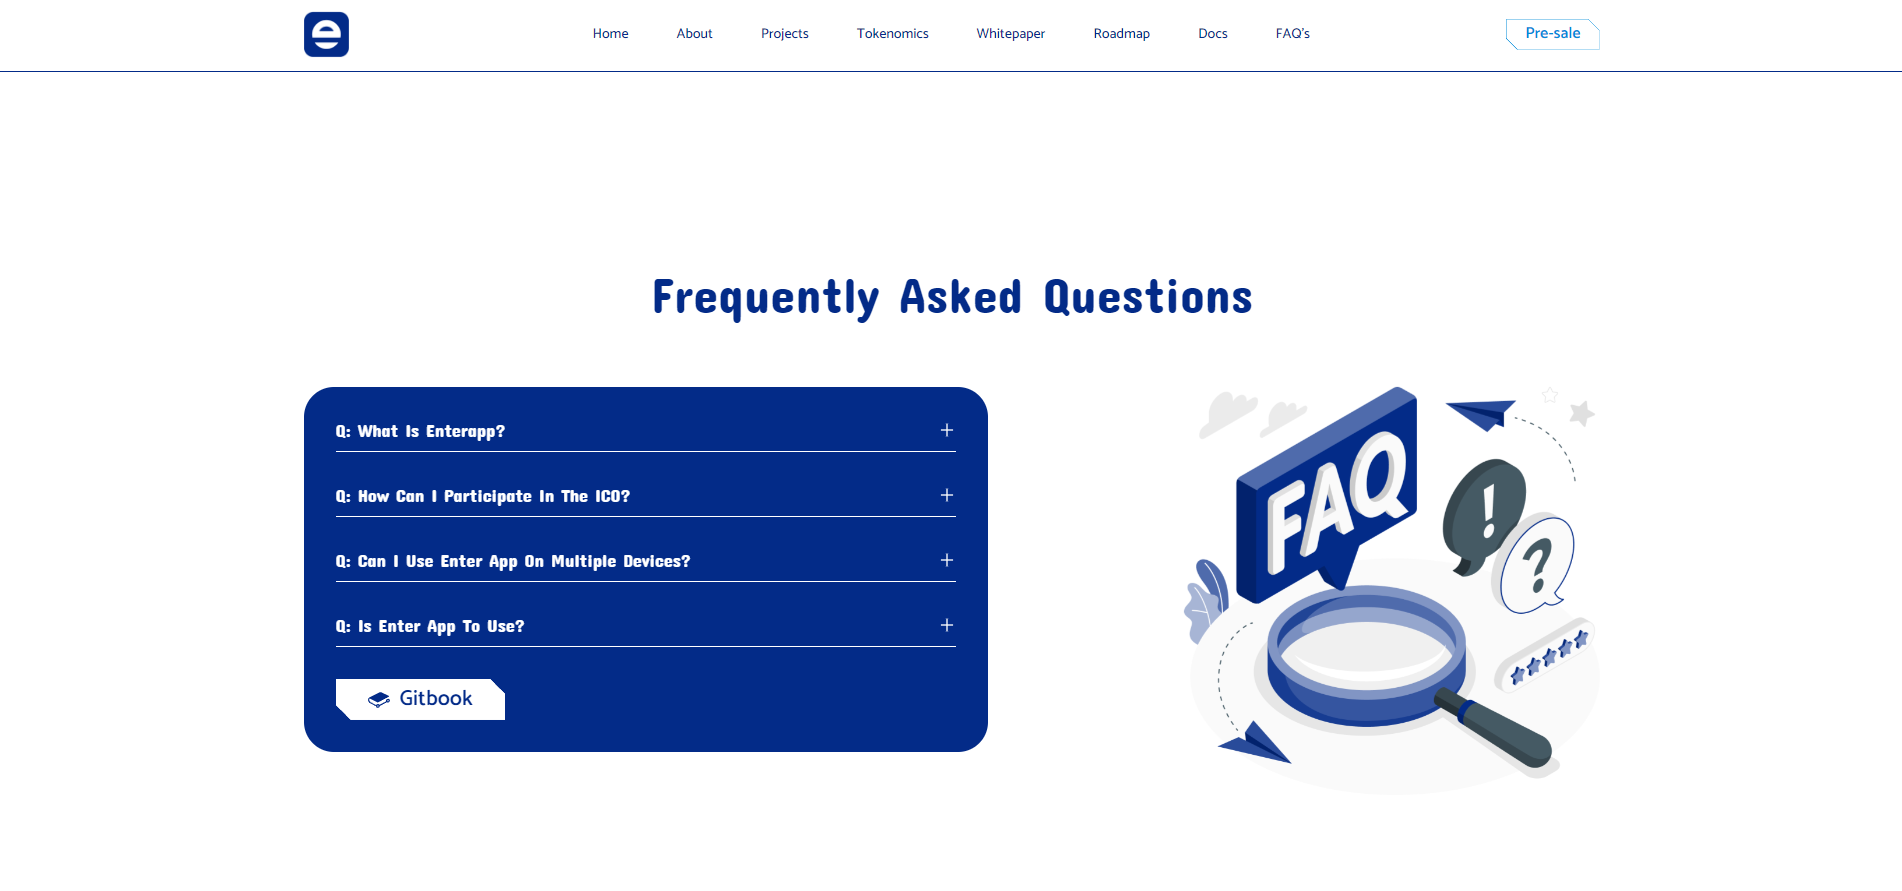 e
Home About Projects Tokenomics Whitepaper Roadmap Docs FAQ's Pre-sale
Frequently Asked Questions
Q: What Is Enterapp?
Q: How Can I Participate In The ICO?
Q: Can I Use Enter App On Multiple Devices?
Q: Is Enter App To Use?
Gitbook
FAQ
!
?